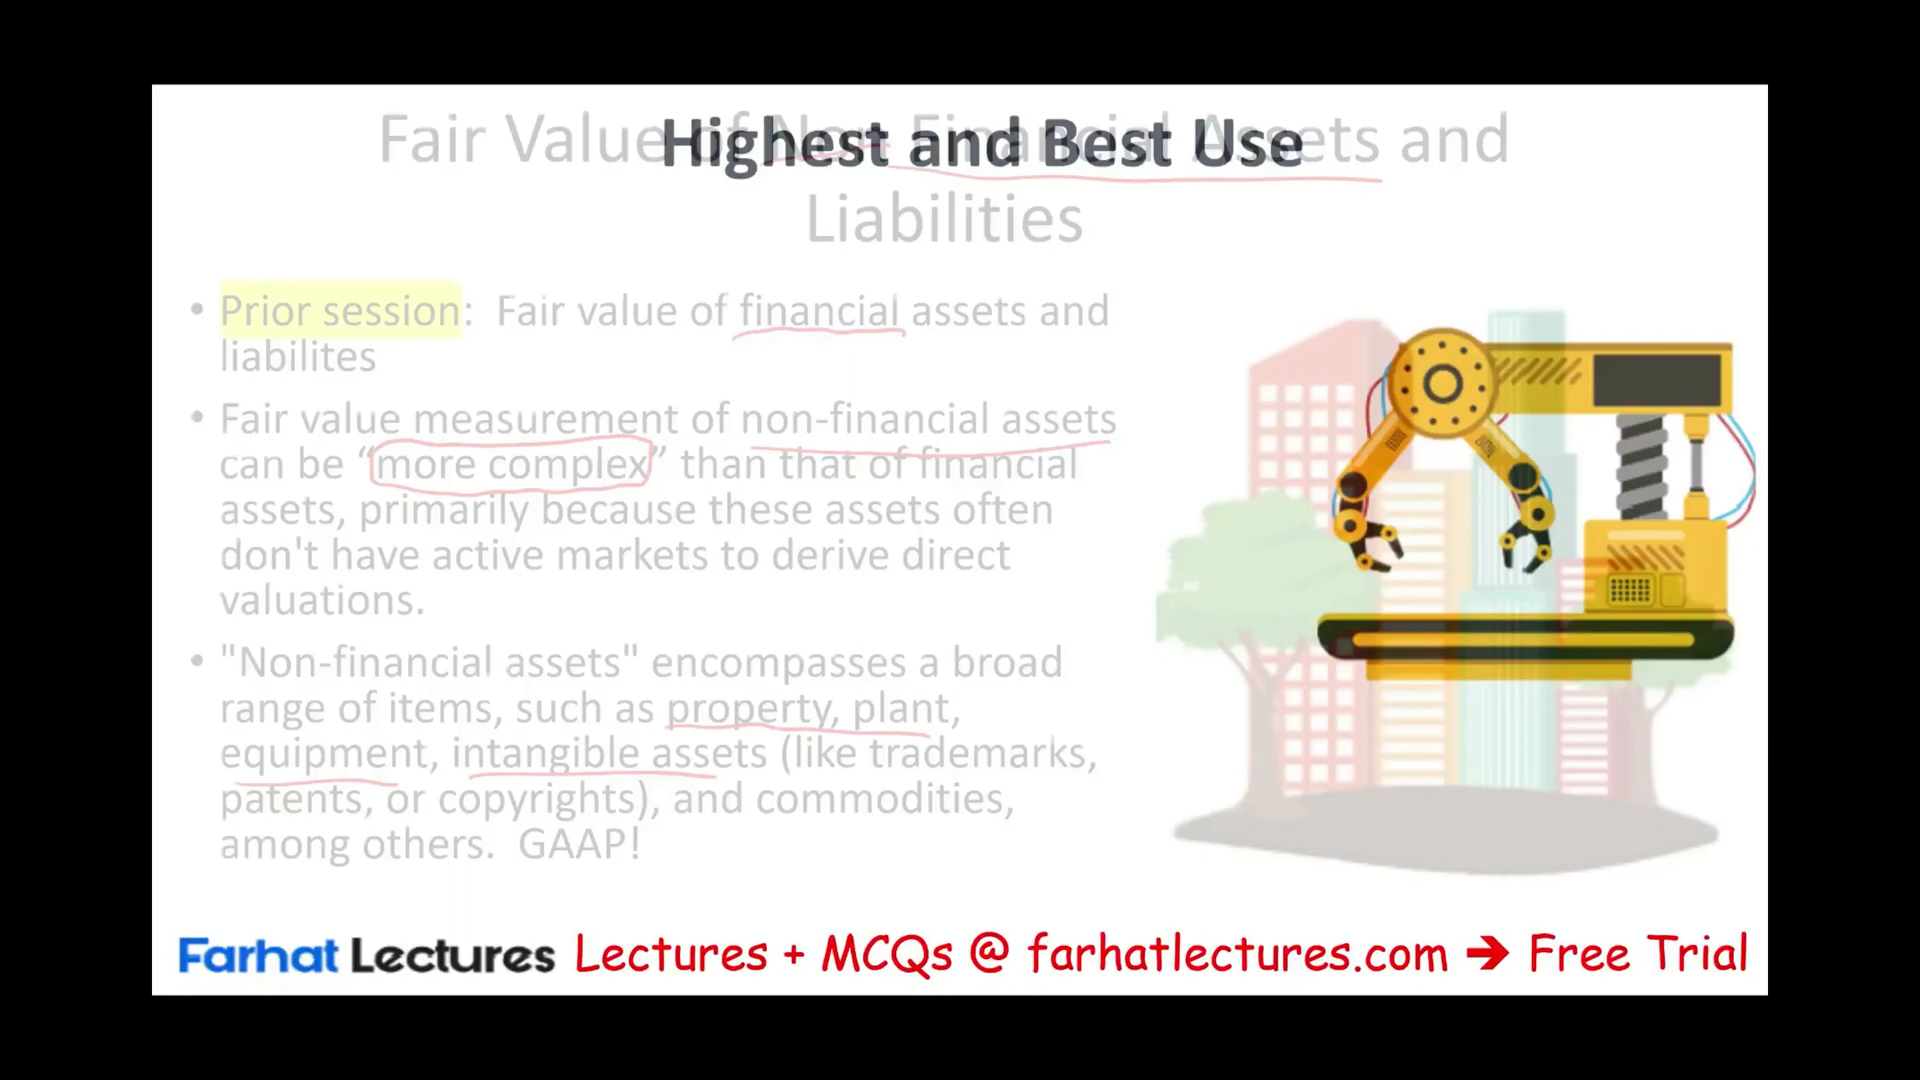 Fair Value of Non-Financial Assets and
Highest and Best Use
Liabilities
• Prior session: Fair value of financial assets and
liabilites
• Fair value measurement of non-financial assets
can be “more complex” than that of financial
assets, primarily because these assets often
don't have active markets to derive direct
valuations.
• "Non-financial assets" encompasses a broad
range of items, such as property, plant,
equipment, intangible assets (like trademarks,
patents, or copyrights), and commodities,
among others. GAAP!
Farhat Lectures Lectures + MCQs @ farhatlectures.com → Free Trial